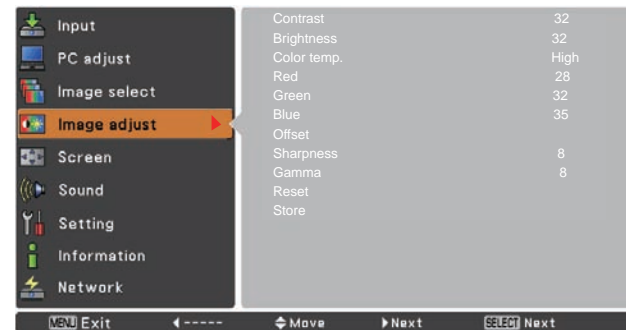 Input
PC adjust
Image select
Image adjust
Screen
Sound
Setting
Information
Network
Contrast 32
Brightness 32
Color temp. High
Red 28
Green 32
Blue 35
Offset
Sharpness 8
Gamma 8
Reset
Store
MENU Exit ----- Move Next SELECT Next